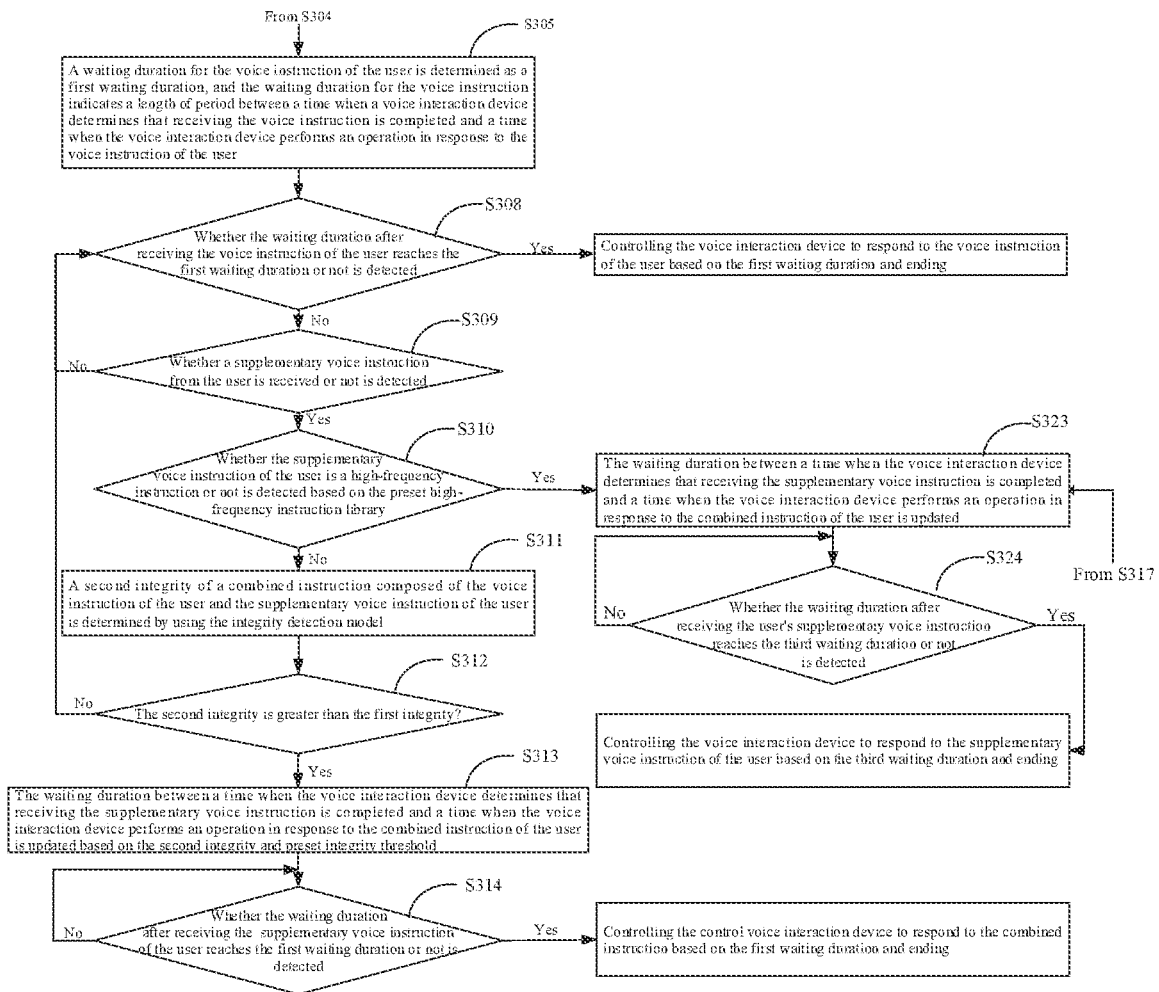 From S304
S305
A waiting duration for the voice instruction of the user is determined as a
first waiting duration, and the waiting duration for the voice instruction
indicates a length of period between a time when a voice interaction device
determines that receiving the voice instruction is completed and a time
when the voice interaction device performs an operation in response to the
voice instruction of the user
S308
Whether the waiting duration after
receiving the voice instruction of the user reaches the
first waiting duration or not is detected
Yes
Controlling the voice interaction device to respond to the voice instruction
of the user based on the first waiting duration and ending
No
S309
No
Whether a supplementary voice instruction
from the user is received or not is detected
Yes
S310
Whether the supplementary
voice instruction of the user is a high-frequency
instruction or not is detected based on the preset high-
frequency instruction library
Yes
S323
The waiting duration between a time when the voice interaction device
determines that receiving the supplementary voice instruction is completed
and a time when the voice interaction device performs an operation in
response to the combined instruction of the user is updated
No
S311
A second integrity of a combined instruction composed of the voice
instruction of the user and the supplementary voice instruction of the user
is determined by using the integrity detection model
S324
From S317
No
Whether the waiting duration after
receiving the user's supplementary voice instruction
reaches the third waiting duration or not
is detected
Yes
S312
No
The second integrity is greater than the first integrity?
Controlling the voice interaction device to respond to the supplementary
voice instruction of the user based on the third waiting duration and ending
Yes
S313
The waiting duration between a time when the voice interaction device determines that
receiving the supplementary voice instruction is completed and a time when the voice
interaction device performs an operation in response to the combined instruction of the user
is updated based on the second integrity and preset integrity threshold
S314
No
Whether the waiting duration
after receiving the supplementary voice instruction
of the user reaches the first waiting duration or not is
detected
Yes
Controlling the control voice interaction device to respond to the combined
instruction based on the first waiting duration and ending